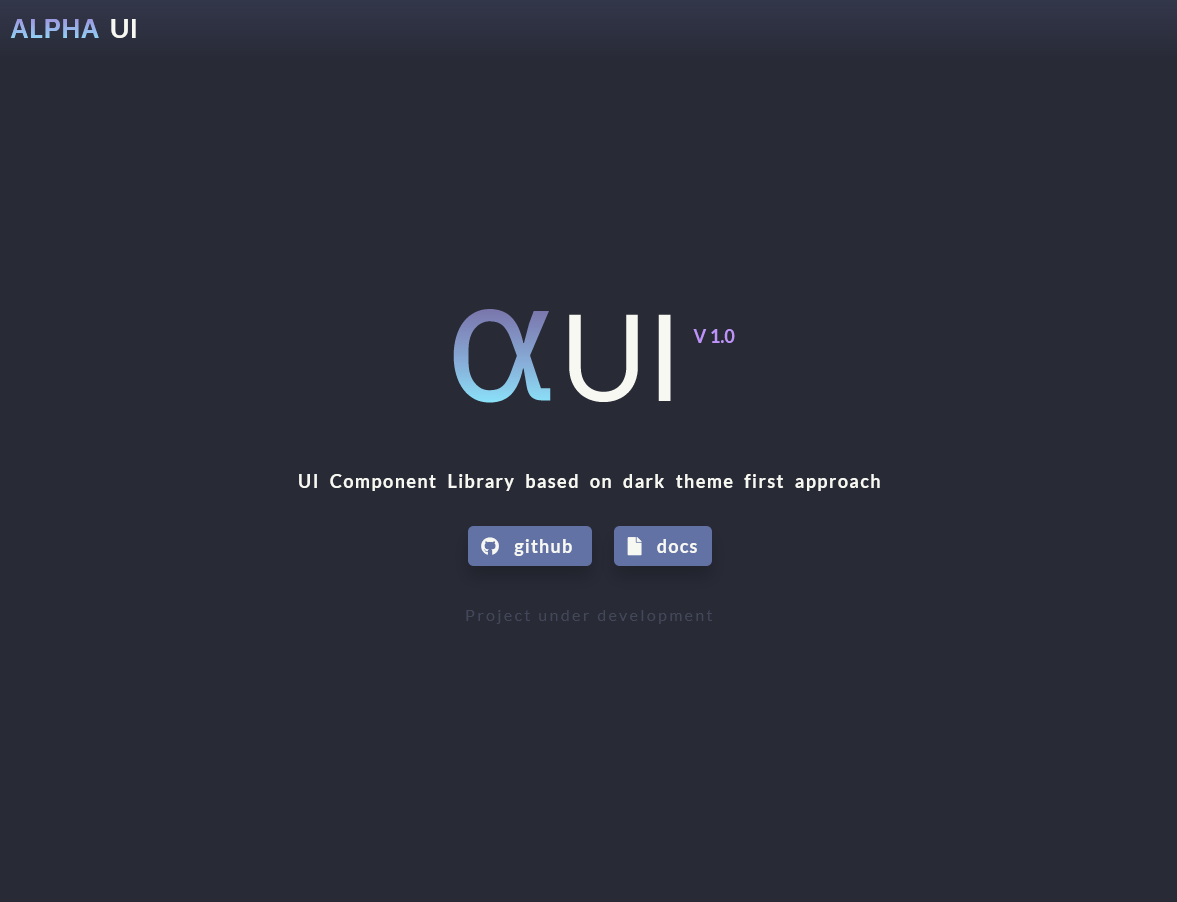 ALPHA UI
αUI V 1.0
UI Component Library based on dark theme first approach
github docs
Project under development